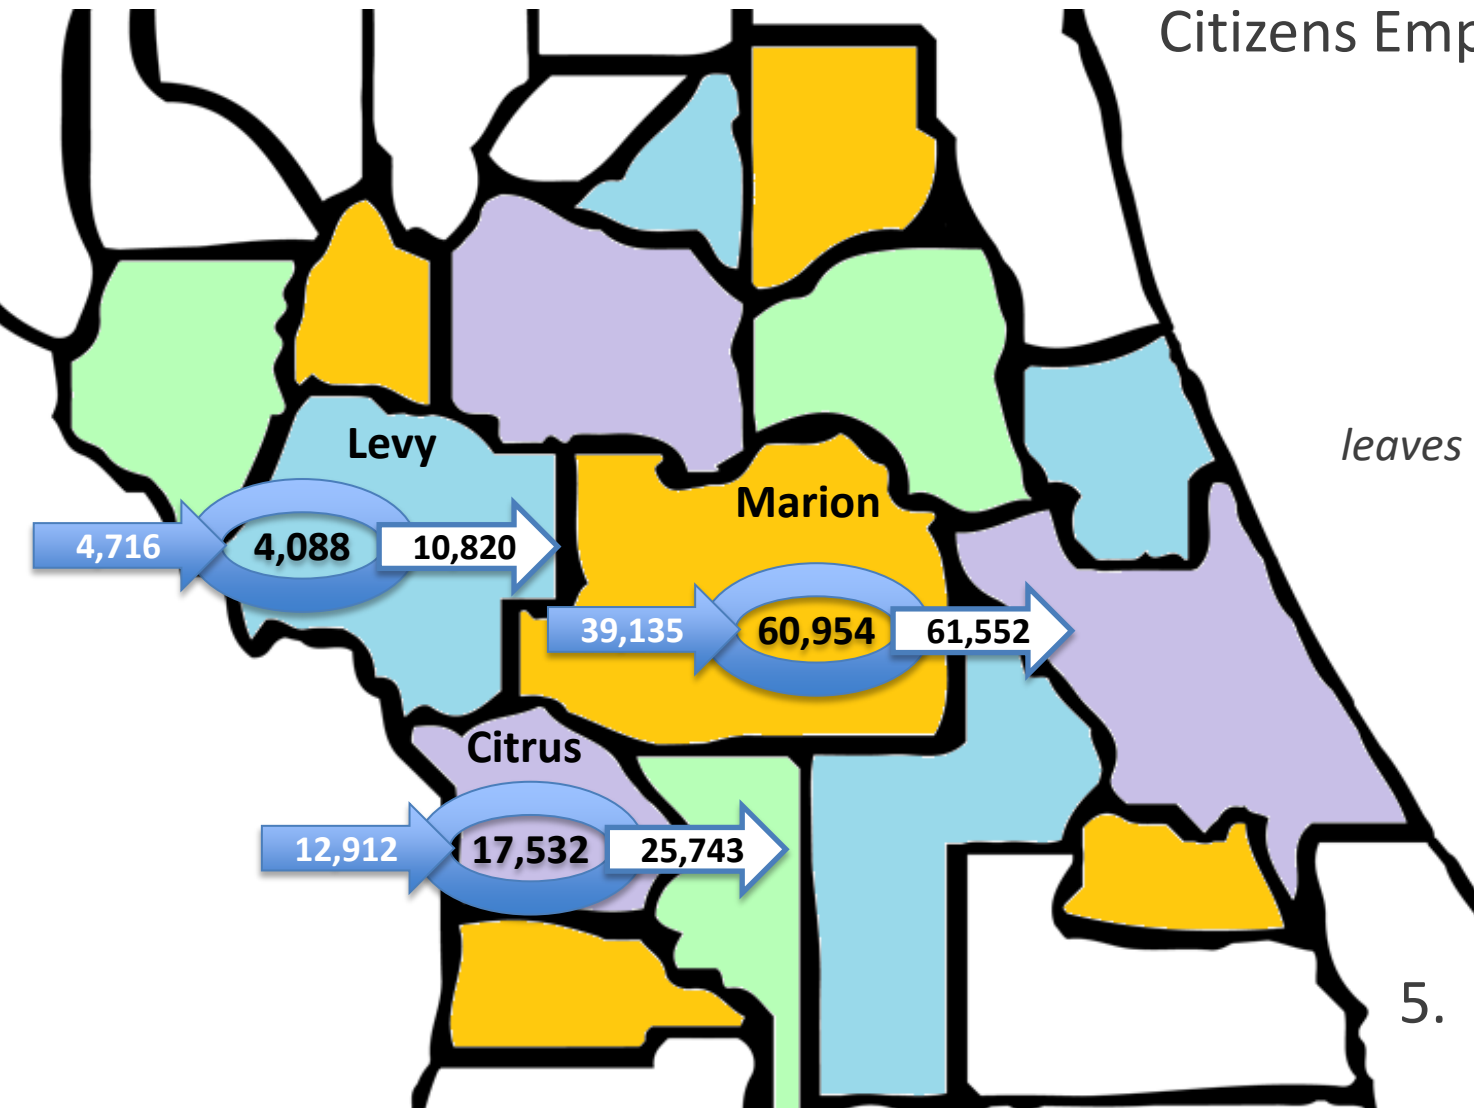 Citizens Emp
Levy
leaves
Marion
4,716
4,088
10,820
39,135
60,954
61,552
Citrus
12,912
17,532
25,743
5.